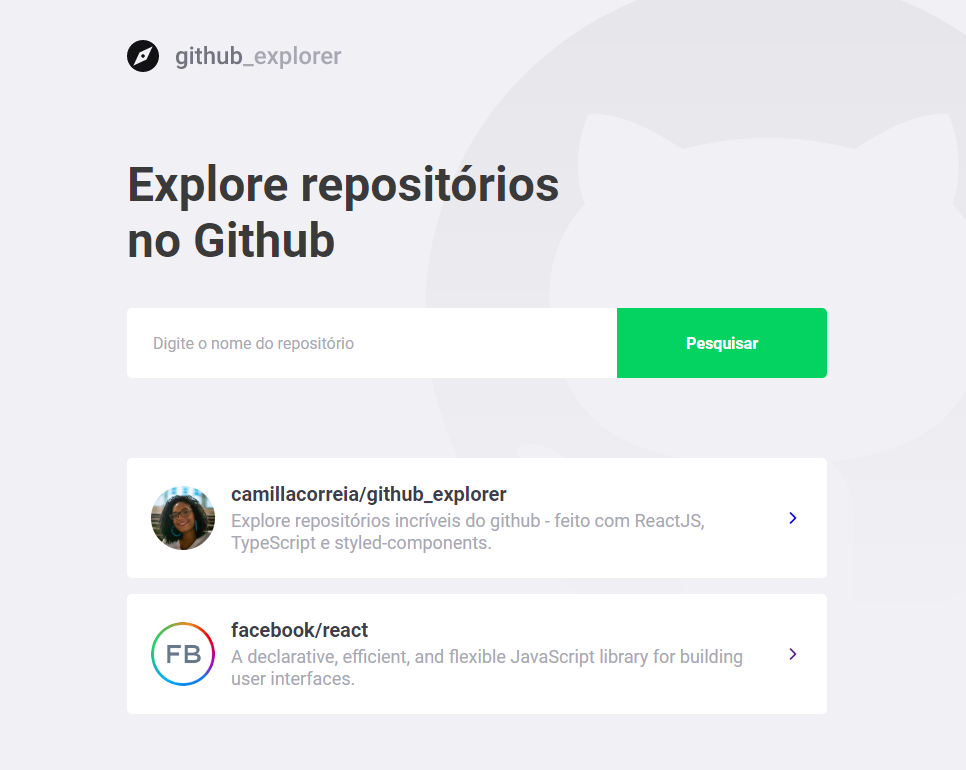 github_explorer
Explore repositórios
no Github
Digite o nome do repositório
Pesquisar
camillacorreia/github_explorer
Explore repositórios incríveis do github - feito com ReactJS,
TypeScript e styled-components.
FB
facebook/react
A declarative, efficient, and flexible JavaScript library for building
user interfaces.